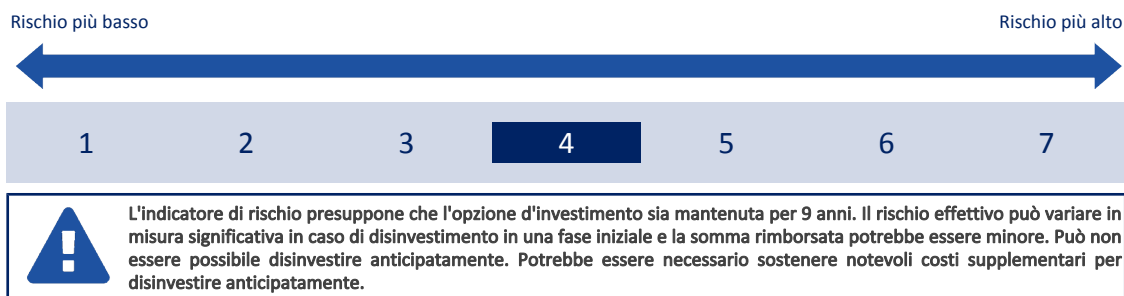 Rischio più basso Rischio più alto
1 2 3 4 5 6 7
L'indicatore di rischio presuppone che l'opzione d'investimento sia mantenuta per 9 anni. Il rischio effettivo può variare in
misura significativa in caso di disinvestimento in una fase iniziale e la somma rimborsata potrebbe essere minore. Può non
essere possibile disinvestire anticipatamente. Potrebbe essere necessario sostenere notevoli costi supplementari per
disinvestire anticipatamente.